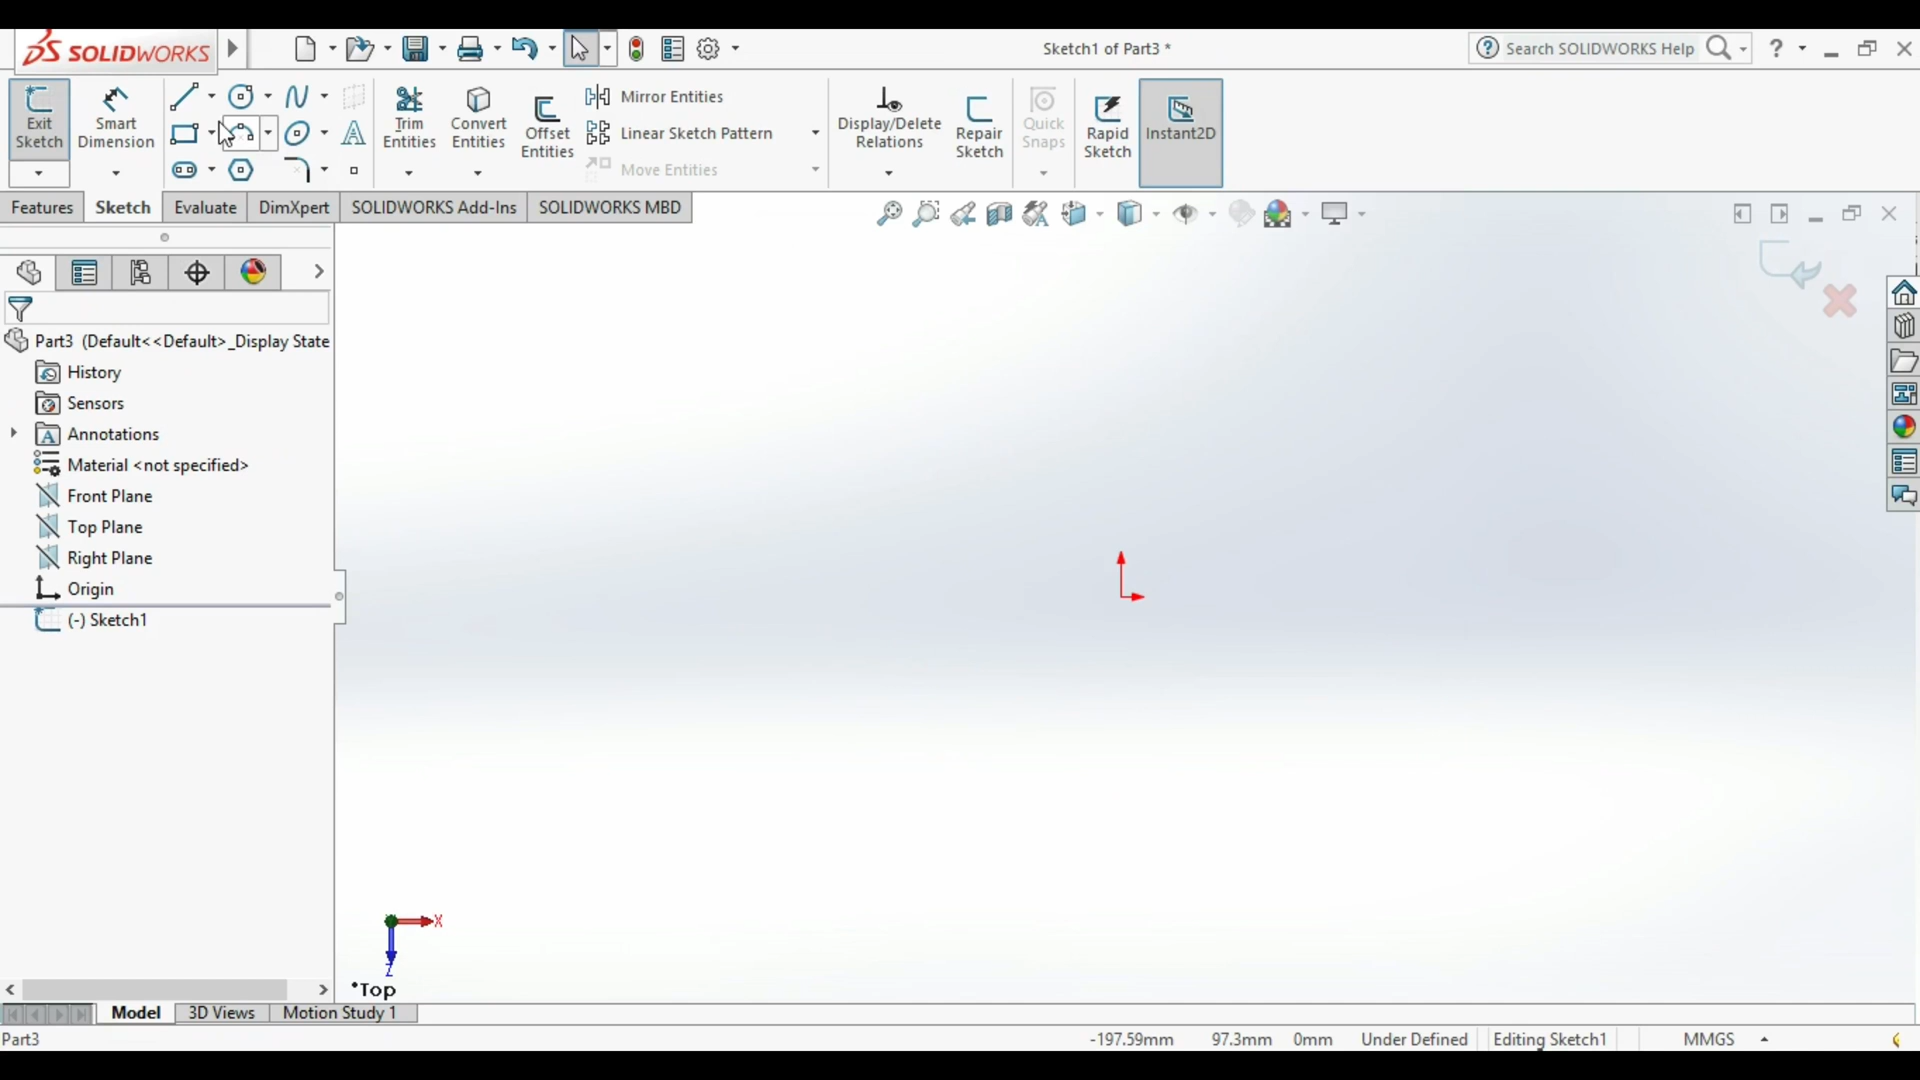 SOLIDWORKS
Sketch1 of Part3 *
Search SOLIDWORKS Help
?
Exit Sketch
Smart Dimension
Trim Entities
Convert Entities
Offset Entities
Mirror Entities
Linear Sketch Pattern
Move Entities
Display/Delete Relations
Repair Sketch
Quick Snaps
Rapid Sketch
Instant2D
Features
Sketch
Evaluate
DimXpert
SOLIDWORKS Add-Ins
SOLIDWORKS MBD
Part3 (Default<<Default>_Display State
History
Sensors
Annotations
Material <not specified>
Front Plane
Top Plane
Right Plane
Origin
(-) Sketch1
X
Z
*Top
Model
3D Views
Motion Study 1
Part3
-197.59mm
97.3mm
0mm
Under Defined
Editing Sketch1
MMGS